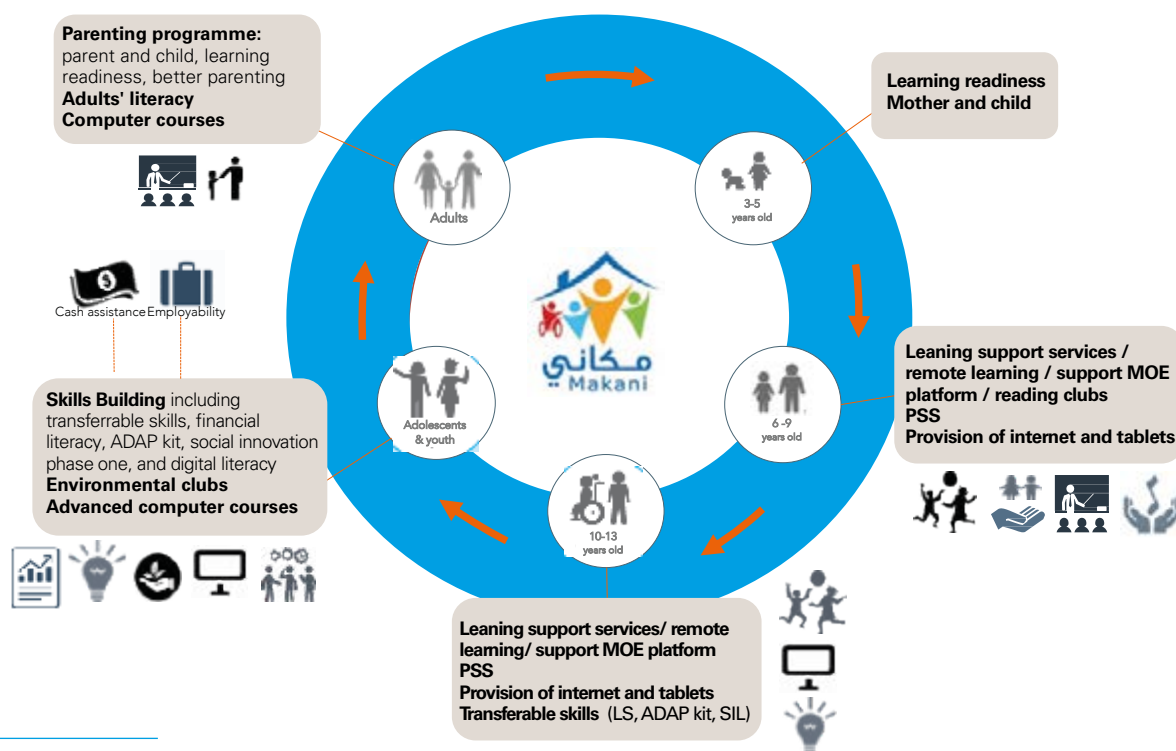 Parenting programme:
parent and child, learning
readiness, better parenting
Adults' literacy
Computer courses
Learning readiness
Mother and child
Adults
3-5
years old
Cash assistance
Employability
مكاني
Makani
Leaning support services /
remote learning / support MOE
platform / reading clubs
PSS
Provision of internet and tablets
6 -9
years old
Adolescents
& youth
Skills Building including
transferrable skills, financial
literacy, ADAP kit, social innovation
phase one, and digital literacy
Environmental clubs
Advanced computer courses
10-13
years old
Leaning support services/ remote
learning/ support MOE platform
PSS
Provision of internet and tablets
Transferable skills (LS, ADAP kit, SIL)